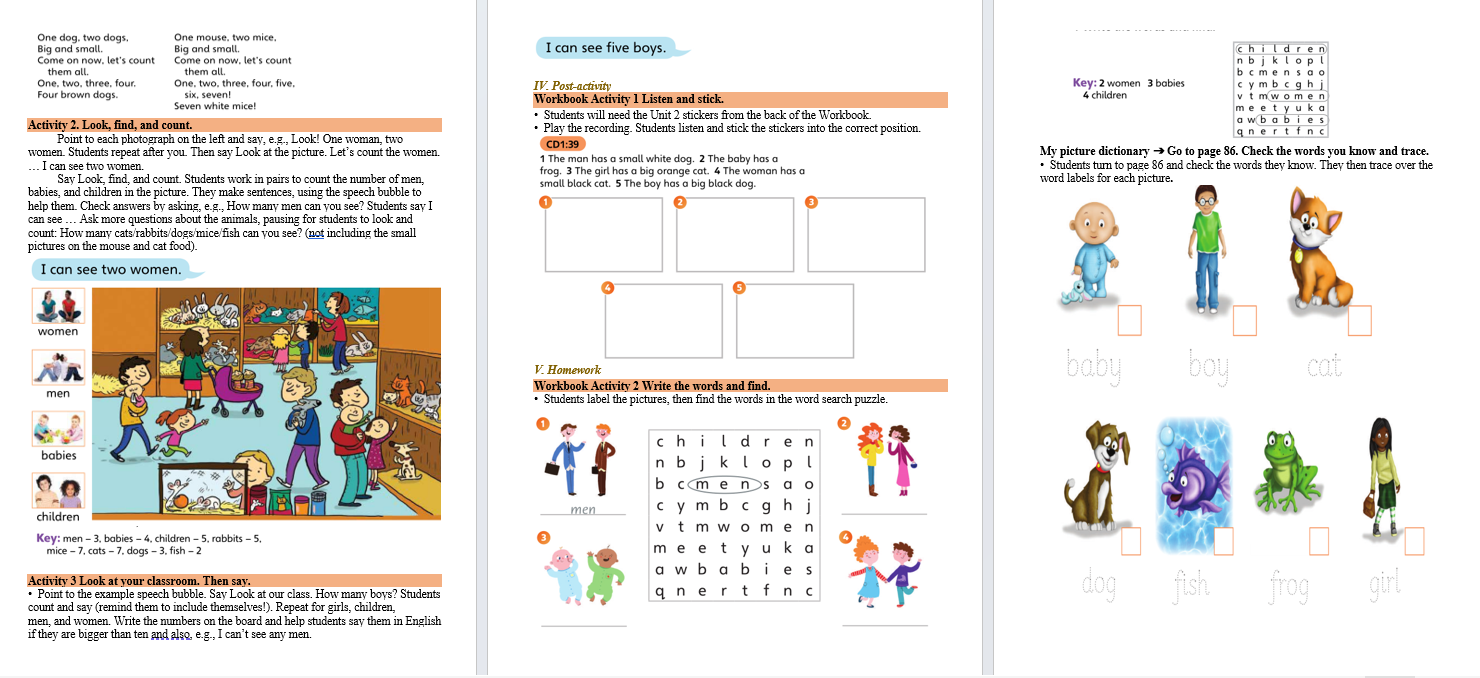 One dog, two dogs,
Big and small.
Come on now, let's count
them all.
One, two, three, four.
Four brown dogs.
One mouse, two mice,
Big and small.
Come on now, let's count
them all.
One, two, three, four, five,
six, seven!
Seven white mice!
Activity 2. Look, find, and count.
Point to each photograph on the left and say, e.g., Look! One woman, two
women. Students repeat after you. Then say Look at the picture. Let's count the women.
… I can see two women.
Say Look, find, and count. Students work in pairs to count the number of men,
babies, and children in the picture. They make sentences, using the speech bubble to
help them. Check answers by asking, e.g., How many men can you see? Students say I
can see … Ask more questions about the animals, pausing for students to look and
count: How many cats/rabbits/dogs/mice/fish can you see? (not including the small
pictures on the mouse and cat food).
I can see two women.
women
men
babies
children
Key: men – 3, babies – 4, children – 5, rabbits – 5,
mice – 7, cats – 7, dogs – 3, fish – 2
Activity 3 Look at your classroom. Then say.
• Point to the example speech bubble. Say Look at our class. How many boys? Students
count and say (remind them to include themselves!). Repeat for girls, children,
men, and women. Write the numbers on the board and help students say them in English
if they are bigger than ten and also, e.g., I can't see any men.
I can see five boys.
IV. Post-activity
Workbook Activity 1 Listen and stick.
• Students will need the Unit 2 stickers from the back of the Workbook.
• Play the recording. Students listen and stick the stickers into the correct position.
CD1:39
1 The man has a small white dog. 2 The baby has a
frog. 3 The girl has a big orange cat. 4 The woman has a
small black cat. 5 The boy has a big black dog.
1
2
3
4
5
V. Homework
Workbook Activity 2 Write the words and find.
• Students label the pictures, then find the words in the word search puzzle.
1
men
2
3
4
c h i l d r e n
n b j k l o p l
b c m e n s a o
c y m b c g h j
v t m w o m e n
m e e t y u k a
a w b a b i e s
q n e r t f n c
Key: 2 women 3 babies
4 children
c h i l d r e n
n b j k l o p l
b c m e n s a o
c y m b c g h j
v t m w o m e n
m e e t y u k a
a w b a b i e s
q n e r t f n c
My picture dictionary ➔ Go to page 86. Check the words you know and trace.
• Students turn to page 86 and check the words they know. They then trace over the
word labels for each picture.
baby
boy
cat
dog
fish
frog
girl